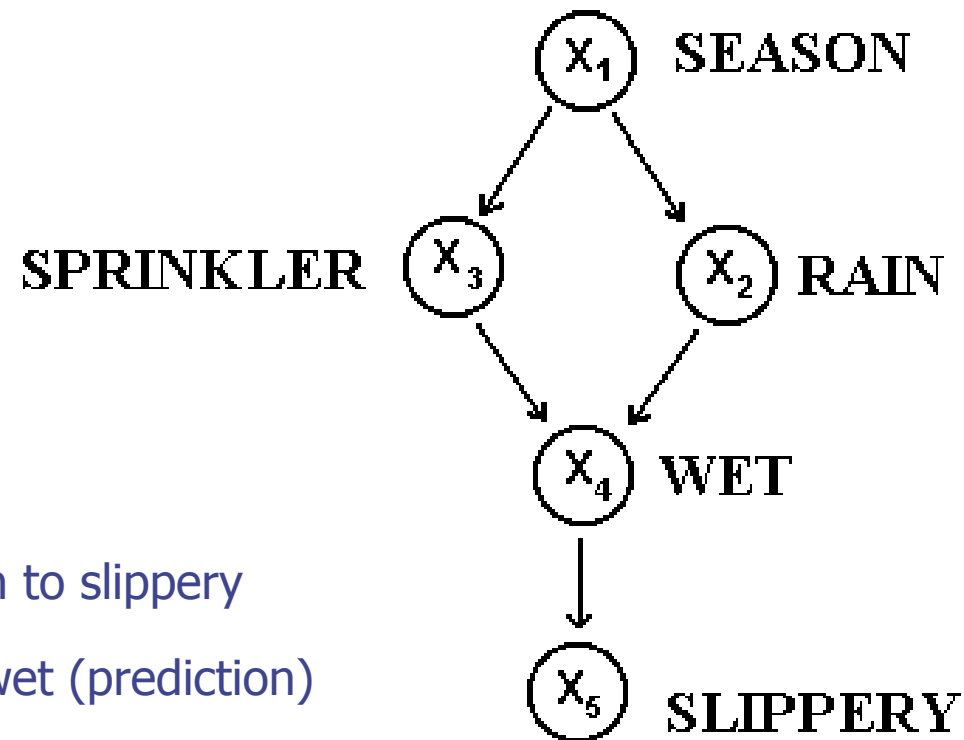 X1 SEASON
SPRINKLER X3 X2 RAIN
X4 WET
to slippery
wet (prediction)
X5 SLIPPERY